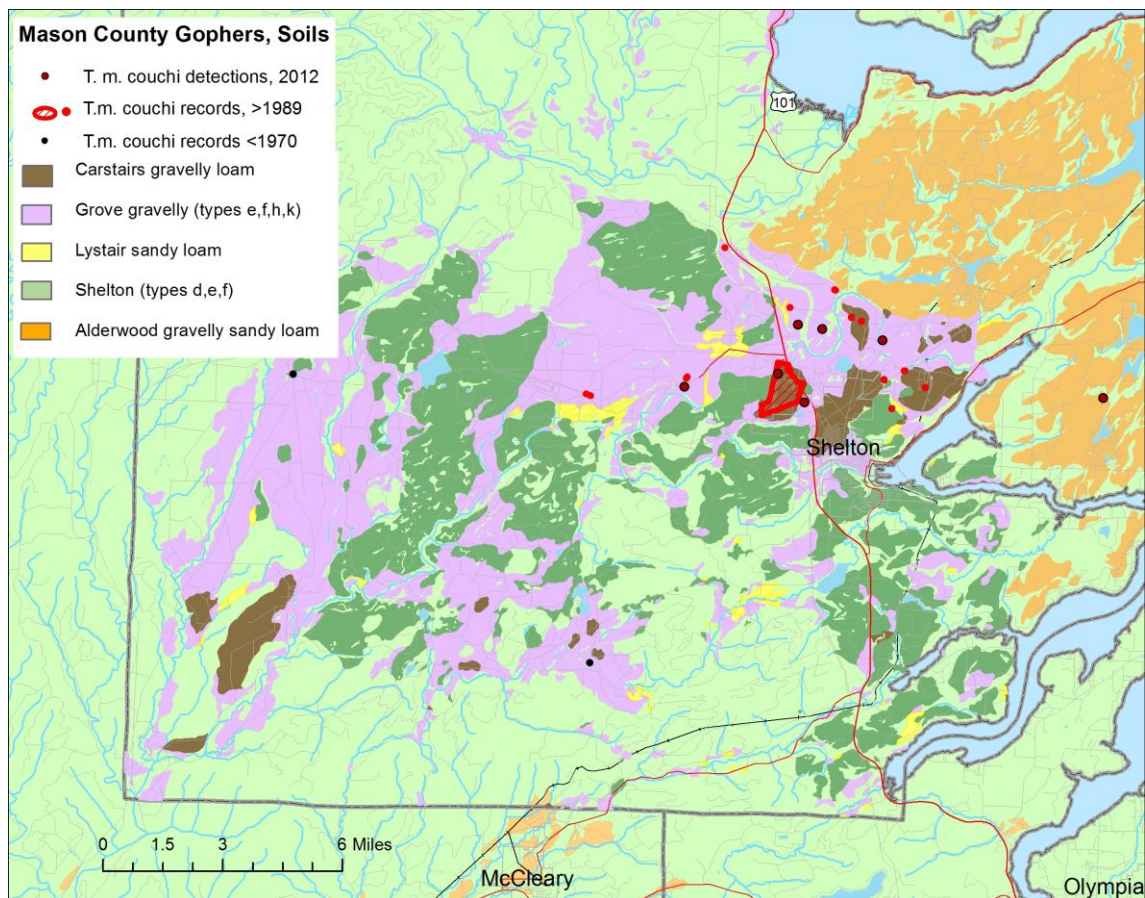 Mason County Gophers, Soils
T. m. couchi detections, 2012
T.m. couchi records, >1989
T.m. couchi records <1970
Carstairs gravelly loam
Grove gravelly (types e,f,h,k)
Lystair sandy loam
Shelton (types d,e,f)
Alderwood gravelly sandy loam
101
Shelton
0 1.5 3 6 Miles
McCleary
Olympia